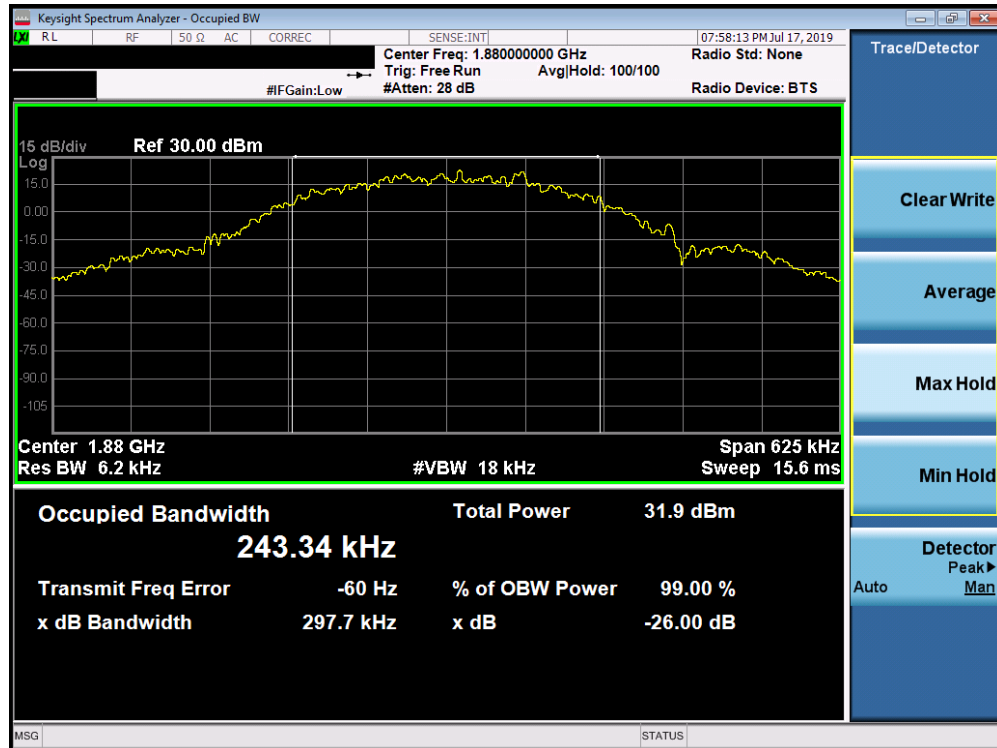 Keysight Spectrum Analyzer - Occupied BW
LXI RL RF 50 Ω AC CORREC SENSE:INT 07:58:13 PM Jul 17, 2019
Center Freq: 1.880000000 GHz Radio Std: None
Trig: Free Run Avg|Hold: 100/100
#IFGain:Low #Atten: 28 dB Radio Device: BTS
15 dB/div Ref 30.00 dBm
Log
15.0
0.00
-15.0
-30.0
-45.0
-60.0
-75.0
-90.0
-105
Center 1.88 GHz Span 625 kHz
Res BW 6.2 kHz #VBW 18 kHz Sweep 15.6 ms
Occupied Bandwidth Total Power 31.9 dBm
243.34 kHz
Transmit Freq Error -60 Hz % of OBW Power 99.00 %
x dB Bandwidth 297.7 kHz x dB -26.00 dB
Trace/Detector
Clear Write
Average
Max Hold
Min Hold
Detector
Peak▶
Auto Man
MSG STATUS